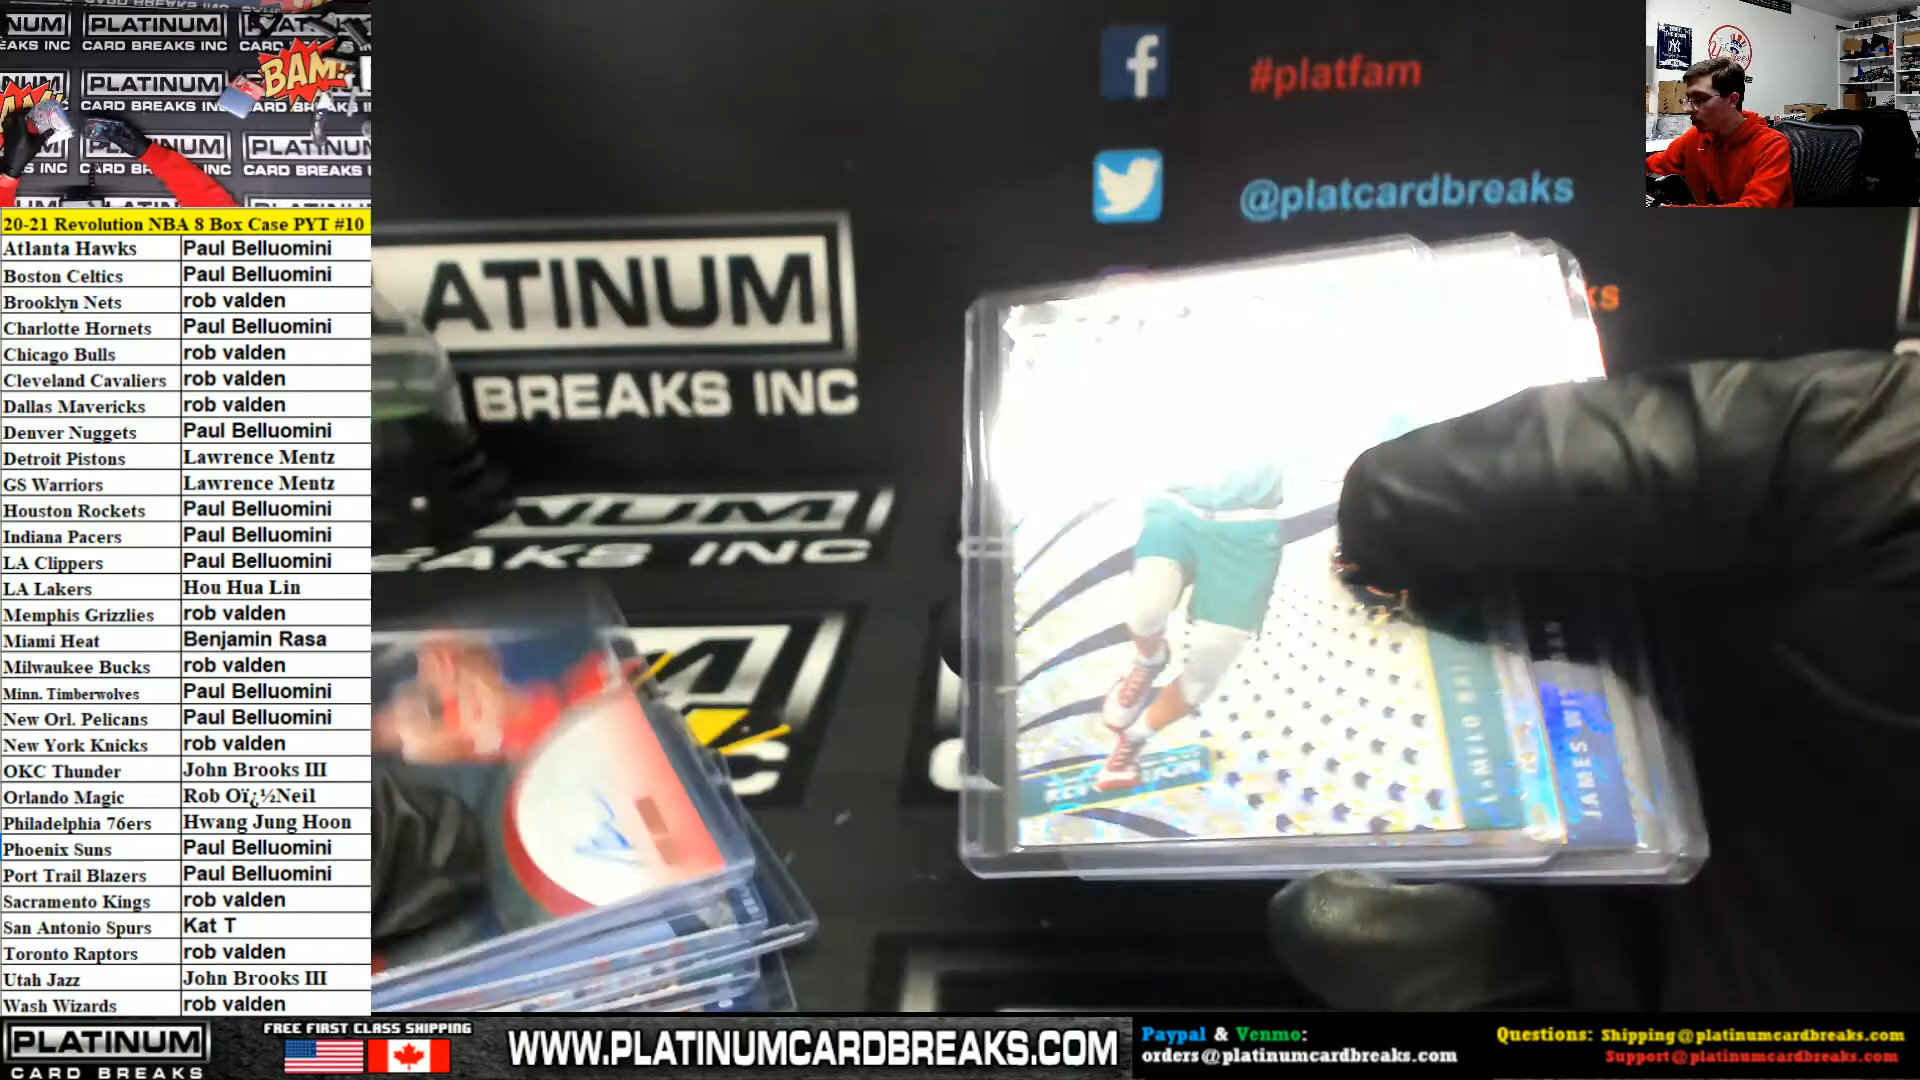 PLATINUM
CARD BREAKS INC
BAM!
20-21 Revolution NBA 8 Box Case PYT #10
Atlanta Hawks Paul Belluomini
Boston Celtics Paul Belluomini
Brooklyn Nets rob valden
Charlotte Hornets Paul Belluomini
Chicago Bulls rob valden
Cleveland Cavaliers rob valden
Dallas Mavericks rob valden
Denver Nuggets Paul Belluomini
Detroit Pistons Lawrence Mentz
GS Warriors Lawrence Mentz
Houston Rockets Paul Belluomini
Indiana Pacers Paul Belluomini
LA Clippers Paul Belluomini
LA Lakers Hou Hua Lin
Memphis Grizzlies rob valden
Miami Heat Benjamin Rasa
Milwaukee Bucks rob valden
Minn. Timberwolves Paul Belluomini
New Orl. Pelicans Paul Belluomini
New York Knicks rob valden
OKC Thunder John Brooks III
Orlando Magic Rob Oï¿½Neil
Philadelphia 76ers Hwang Jung Hoon
Phoenix Suns Paul Belluomini
Port Trail Blazers Paul Belluomini
Sacramento Kings rob valden
San Antonio Spurs Kat T
Toronto Raptors rob valden
Utah Jazz John Brooks III
Wash Wizards rob valden
#platfam
@platcardbreaks
ks
LATINUM
BREAKS INC
NUM
EAKS INC
LAMELO BAL
JAMES WI
PLATINUM
CARD BREAKS
FREE FIRST CLASS SHIPPING
WWW.PLATINUMCARDBREAKS.COM
Paypal & Venmo:
orders@platinumcardbreaks.com
Questions: Shipping@platinumcardbreaks.com
Support@platinumcardbreaks.com